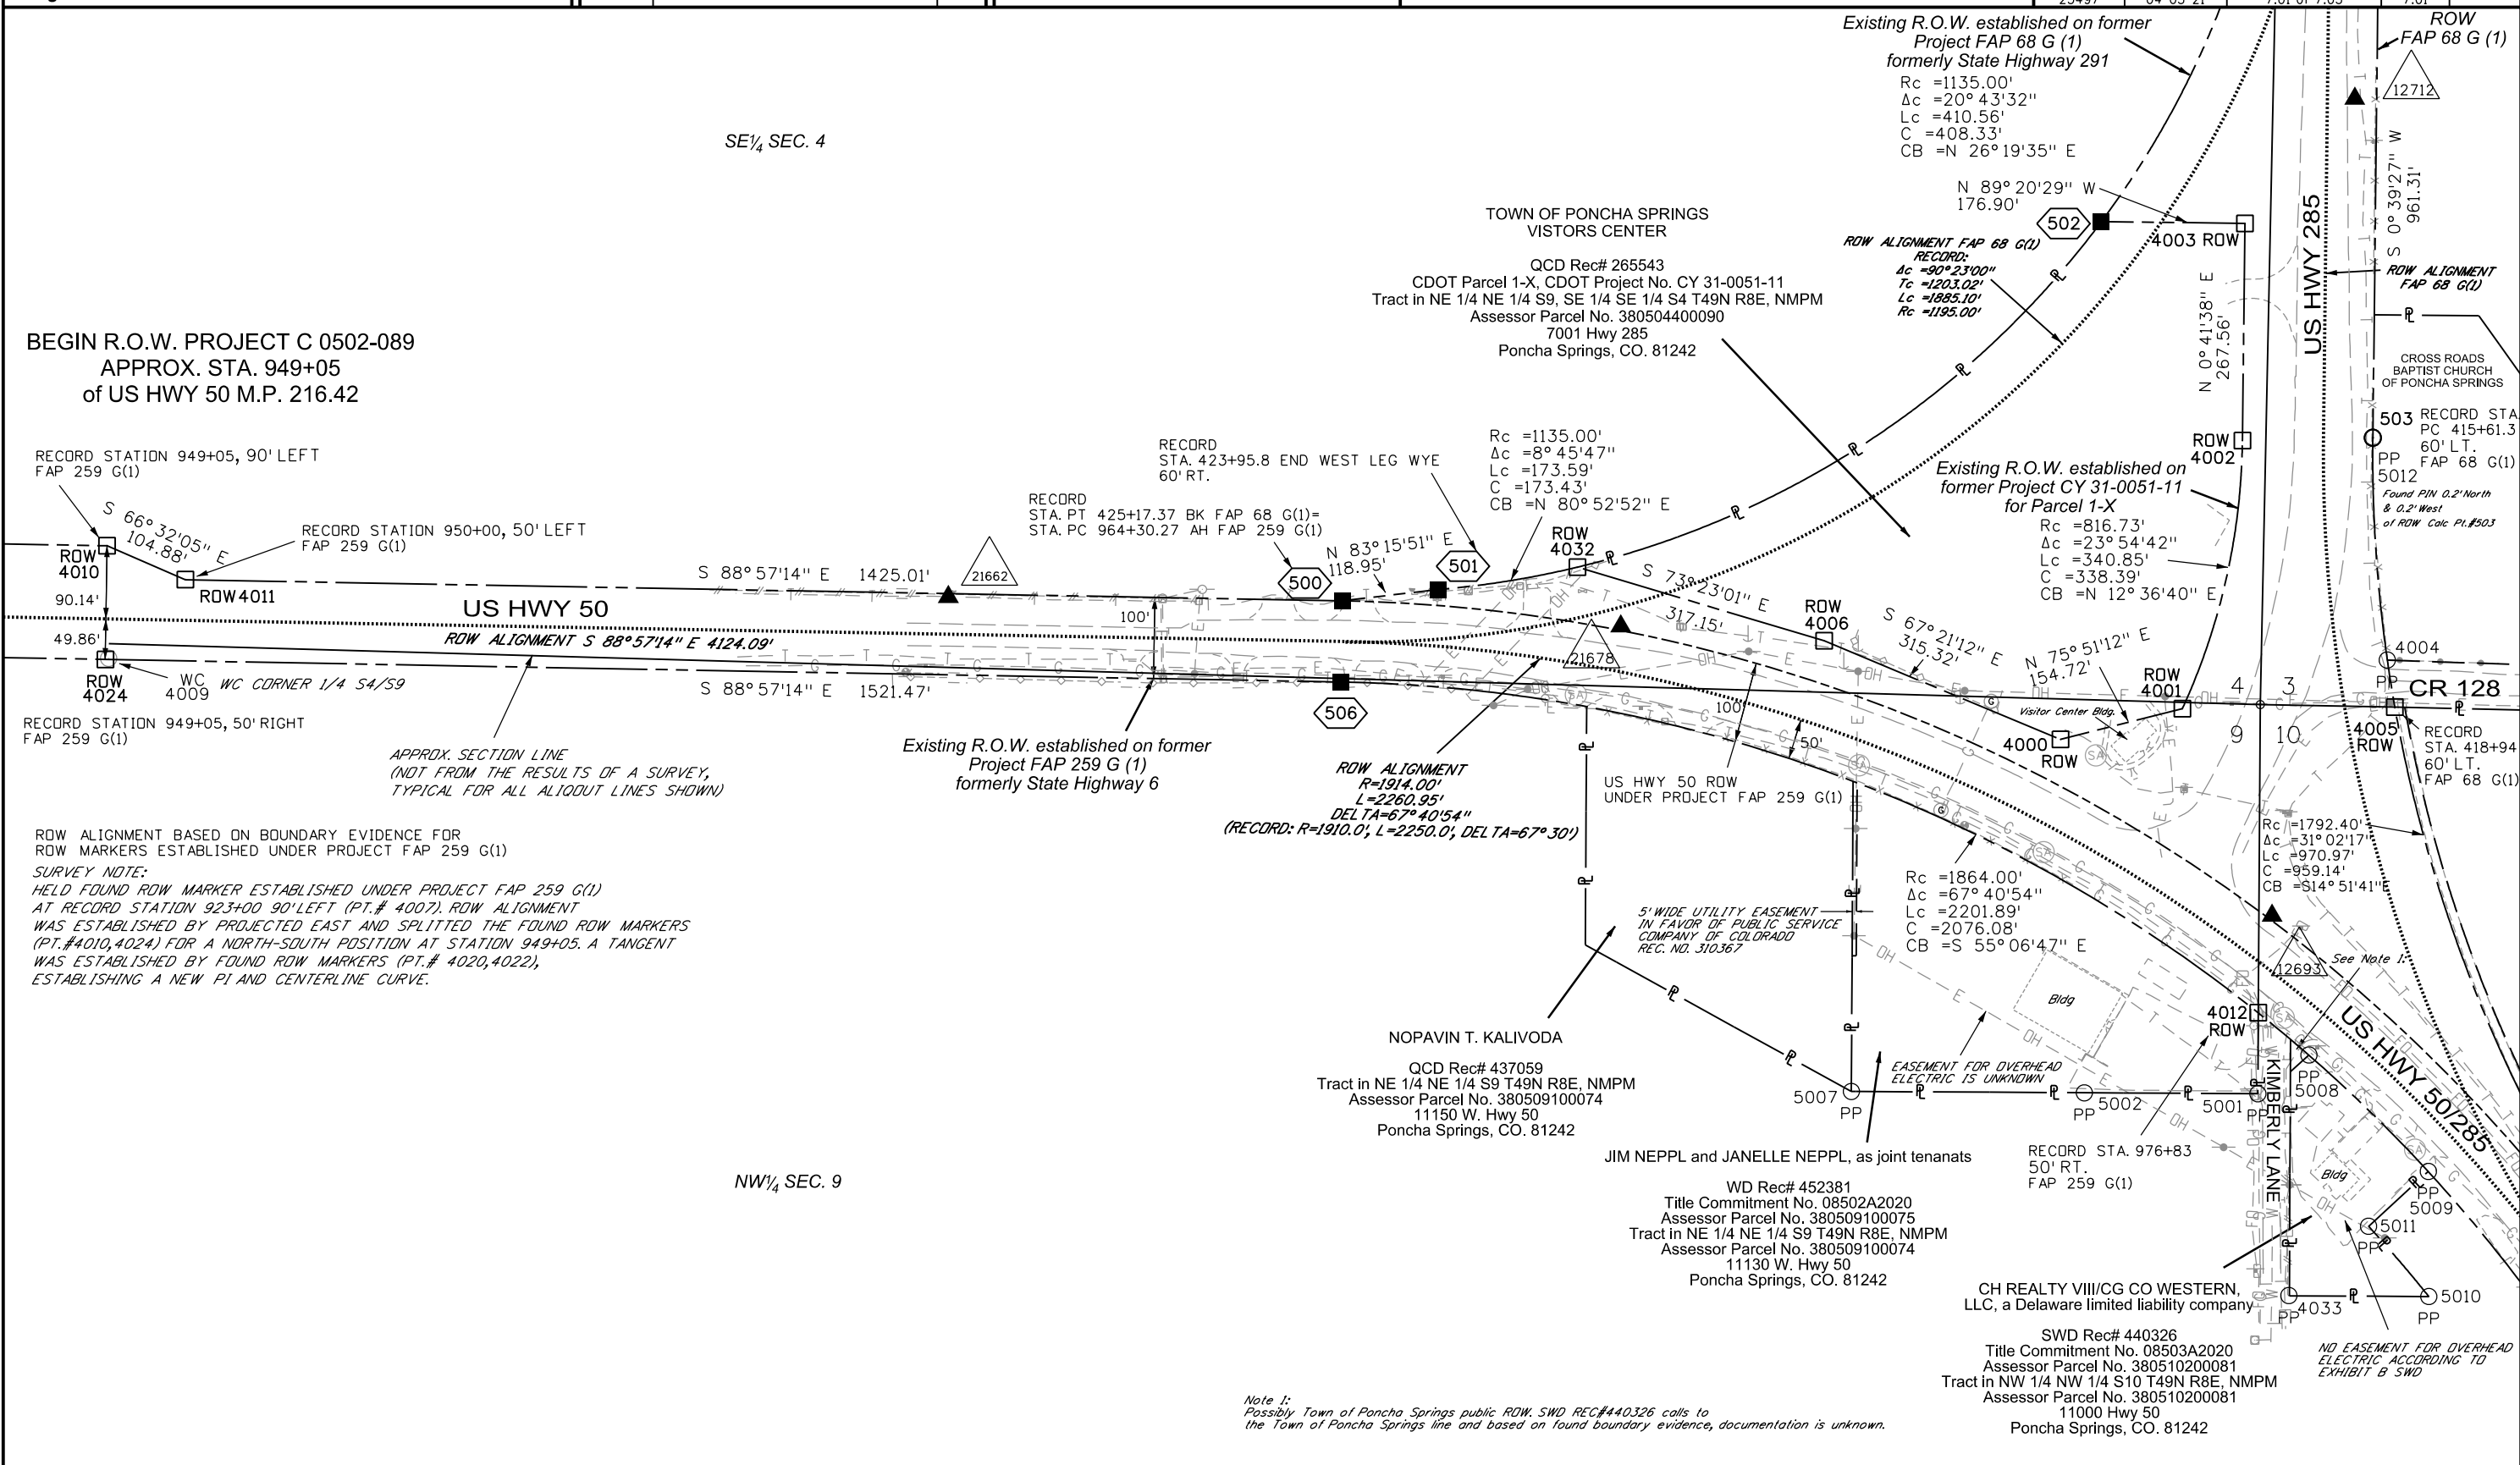 Existing R.O.W. established on former
Project FAP 68 G (1)
formerly State Highway 291
Rc =1135.00'
Δc =20°43'32"
Lc =410.56'
C =408.33'
CB =N 26°19'35" E
ROW
FAP 68 G (1)
12712
S 0°39'27" W
961.31'
SE¼ SEC. 4
N 89°20'29" W
176.90'
502
4003 ROW
US HWY 285
TOWN OF PONCHA SPRINGS
VISTORS CENTER
QCD Rec# 265543
CDOT Parcel 1-X, CDOT Project No. CY 31-0051-11
Tract in NE 1/4 NE 1/4 S9, SE 1/4 SE 1/4 S4 T49N R8E, NMPM
Assessor Parcel No. 380504400090
7001 Hwy 285
Poncha Springs, CO. 81242
ROW ALIGNMENT FAP 68 G(1)
RECORD:
Δc =90°23'00"
Tc =1203.02'
Lc =1885.10'
Rc =1195.00'
ROW ALIGNMENT
FAP 68 G(1)
N 0°41'38" E
267.56'
CROSS ROADS
BAPTIST CHURCH
OF PONCHA SPRINGS
503
RECORD STA.
PC 415+61.3
60' LT.
FAP 68 G(1)
PP
5012
Found PIN 0.2' North
& 0.2' West
of ROW Calc Pt.#503
BEGIN R.O.W. PROJECT C 0502-089
APPROX. STA. 949+05
of US HWY 50 M.P. 216.42
RECORD STATION 949+05, 90' LEFT
FAP 259 G(1)
S 66°32'05" E
104.88'
RECORD STATION 950+00, 50' LEFT
FAP 259 G(1)
ROW
4010
ROW 4011
90.14'
49.86'
US HWY 50
S 88°57'14" E 1425.01'
21662
ROW ALIGNMENT S 88°57'14" E 4124.09'
ROW
4024
WC
4009
WC CORNER 1/4 S4/S9
S 88°57'14" E 1521.47'
RECORD STATION 949+05, 50' RIGHT
FAP 259 G(1)
APPROX. SECTION LINE
(NOT FROM THE RESULTS OF A SURVEY,
TYPICAL FOR ALL ALIQOUT LINES SHOWN)
RECORD
STA. 423+95.8 END WEST LEG WYE
60' RT.
RECORD
STA. PT 425+17.37 BK FAP 68 G(1)=
STA. PC 964+30.27 AH FAP 259 G(1)
Rc =1135.00'
Δc =8°45'47"
Lc =173.59'
C =173.43'
CB =N 80°52'52" E
N 83°15'51" E
118.95'
500
501
ROW
4032
100'
S 73°23'01" E
317.15'
21678
506
ROW
4006
S 67°21'12" E
315.32'
N 75°51'12" E
154.72'
Visitor Center Bldg.
4000
ROW
ROW
4001
ROW
4002
Existing R.O.W. established on
former Project CY 31-0051-11
for Parcel 1-X
Rc =816.73'
Δc =23°54'42"
Lc =340.85'
C =338.39'
CB =N 12°36'40" E
4 3
9 10
4004
PP
CR 128
4005
ROW
RECORD
STA. 418+94
60' LT.
FAP 68 G(1)
Existing R.O.W. established on former
Project FAP 259 G (1)
formerly State Highway 6
ROW ALIGNMENT
R=1914.00'
L=2260.95'
DELTA=67°40'54"
(RECORD: R=1910.0', L=2250.0', DELTA=67°30')
100'
50'
US HWY 50 ROW
UNDER PROJECT FAP 259 G(1)
Rc =1792.40'
Δc =31°02'17"
Lc =970.97'
C =959.14'
CB =S14°51'41"E
Rc =1864.00'
Δc =67°40'54"
Lc =2201.89'
C =2076.08'
CB =S 55°06'47" E
ROW ALIGNMENT BASED ON BOUNDARY EVIDENCE FOR
ROW MARKERS ESTABLISHED UNDER PROJECT FAP 259 G(1)
SURVEY NOTE:
HELD FOUND ROW MARKER ESTABLISHED UNDER PROJECT FAP 259 G(1)
AT RECORD STATION 923+00 90' LEFT (PT.# 4007). ROW ALIGNMENT
WAS ESTABLISHED BY PROJECTED EAST AND SPLITTED THE FOUND ROW MARKERS
(PT.#4010,4024) FOR A NORTH-SOUTH POSITION AT STATION 949+05. A TANGENT
WAS ESTABLISHED BY FOUND ROW MARKERS (PT.# 4020,4022),
ESTABLISHING A NEW PI AND CENTERLINE CURVE.
5' WIDE UTILITY EASEMENT
IN FAVOR OF PUBLIC SERVICE
COMPANY OF COLORADO
REC. NO. 310367
12693
See Note 1:
Bldg
4012
ROW
US HWY 50/285
NOPAVIN T. KALIVODA
QCD Rec# 437059
Tract in NE 1/4 NE 1/4 S9 T49N R8E, NMPM
Assessor Parcel No. 380509100074
11150 W. Hwy 50
Poncha Springs, CO. 81242
EASEMENT FOR OVERHEAD
ELECTRIC IS UNKNOWN
5007
PP
PP
5002
5001
PP
PP
5008
KIMBERLY LANE
JIM NEPPL and JANELLE NEPPL, as joint tenanats
WD Rec# 452381
Title Commitment No. 08502A2020
Assessor Parcel No. 380509100075
Tract in NE 1/4 NE 1/4 S9 T49N R8E, NMPM
Assessor Parcel No. 380509100074
11130 W. Hwy 50
Poncha Springs, CO. 81242
RECORD STA. 976+83
50' RT.
FAP 259 G(1)
Bldg
PP
5009
5011
PP
NW¼ SEC. 9
CH REALTY VIII/CG CO WESTERN,
LLC, a Delaware limited liability company
SWD Rec# 440326
Title Commitment No. 08503A2020
Assessor Parcel No. 380510200081
Tract in NW 1/4 NW 1/4 S10 T49N R8E, NMPM
Assessor Parcel No. 380510200081
11000 Hwy 50
Poncha Springs, CO. 81242
4033
PP
5010
PP
NO EASEMENT FOR OVERHEAD
ELECTRIC ACCORDING TO
EXHIBIT B SWD
Note 1:
Possibly Town of Poncha Springs public ROW. SWD REC#440326 calls to
the Town of Poncha Springs line and based on found boundary evidence, documentation is unknown.